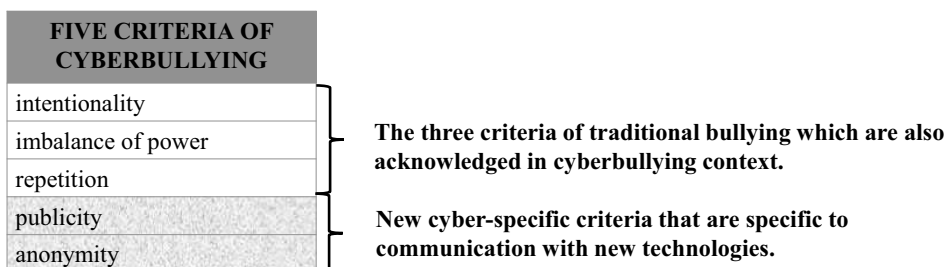 FIVE CRITERIA OF
CYBERBULLYING
intentionality
imbalance of power
repetition
publicity
anonymity
The three criteria of traditional bullying which are also
acknowledged in cyberbullying context.
New cyber-specific criteria that are specific to
communication with new technologies.